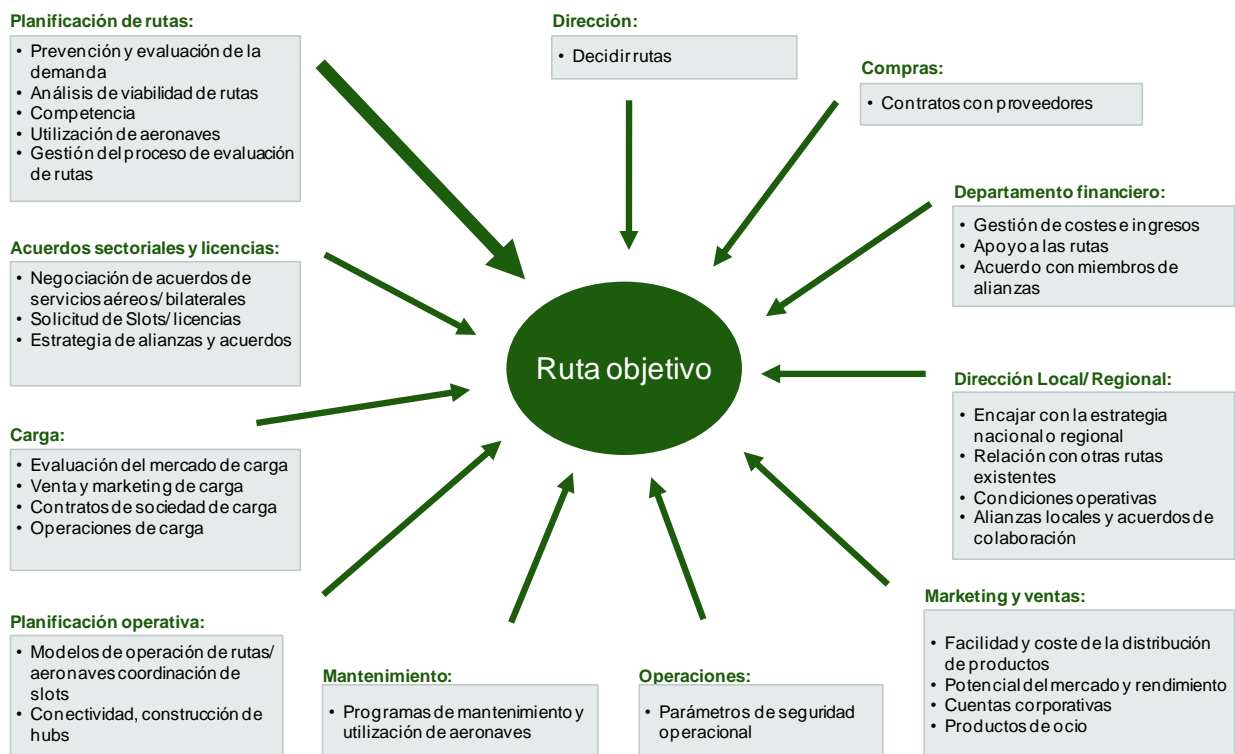 Planificación de rutas:
• Prevención y evaluación de la
demanda
• Análisis de viabilidad de rutas
• Competencia
• Utilización de aeronaves
• Gestión del proceso de evaluación
de rutas
Dirección:
• Decidir rutas
Compras:
• Contratos con proveedores
Departamento financiero:
• Gestión de costes e ingresos
• Apoyo a las rutas
• Acuerdo con miembros de
alianzas
Acuerdos sectoriales y licencias:
• Negociación de acuerdos de
servicios aéreos/ bilaterales
• Solicitud de Slots/ licencias
• Estrategia de alianzas y acuerdos
Ruta objetivo
Dirección Local/ Regional:
• Encajar con la estrategia
nacional o regional
• Relación con otras rutas
existentes
• Condiciones operativas
• Alianzas locales y acuerdos de
colaboración
Carga:
• Evaluación del mercado de carga
• Venta y marketing de carga
• Contratos de sociedad de carga
• Operaciones de carga
Planificación operativa:
• Modelos de operación de rutas/
aeronaves coordinación de
slots
• Conectividad, construcción de
hubs
Mantenimiento:
• Programas de mantenimiento y
utilización de aeronaves
Operaciones:
• Parámetros de seguridad
operacional
Marketing y ventas:
• Facilidad y coste de la distribución
de productos
• Potencial del mercado y rendimiento
• Cuentas corporativas
• Productos de ocio